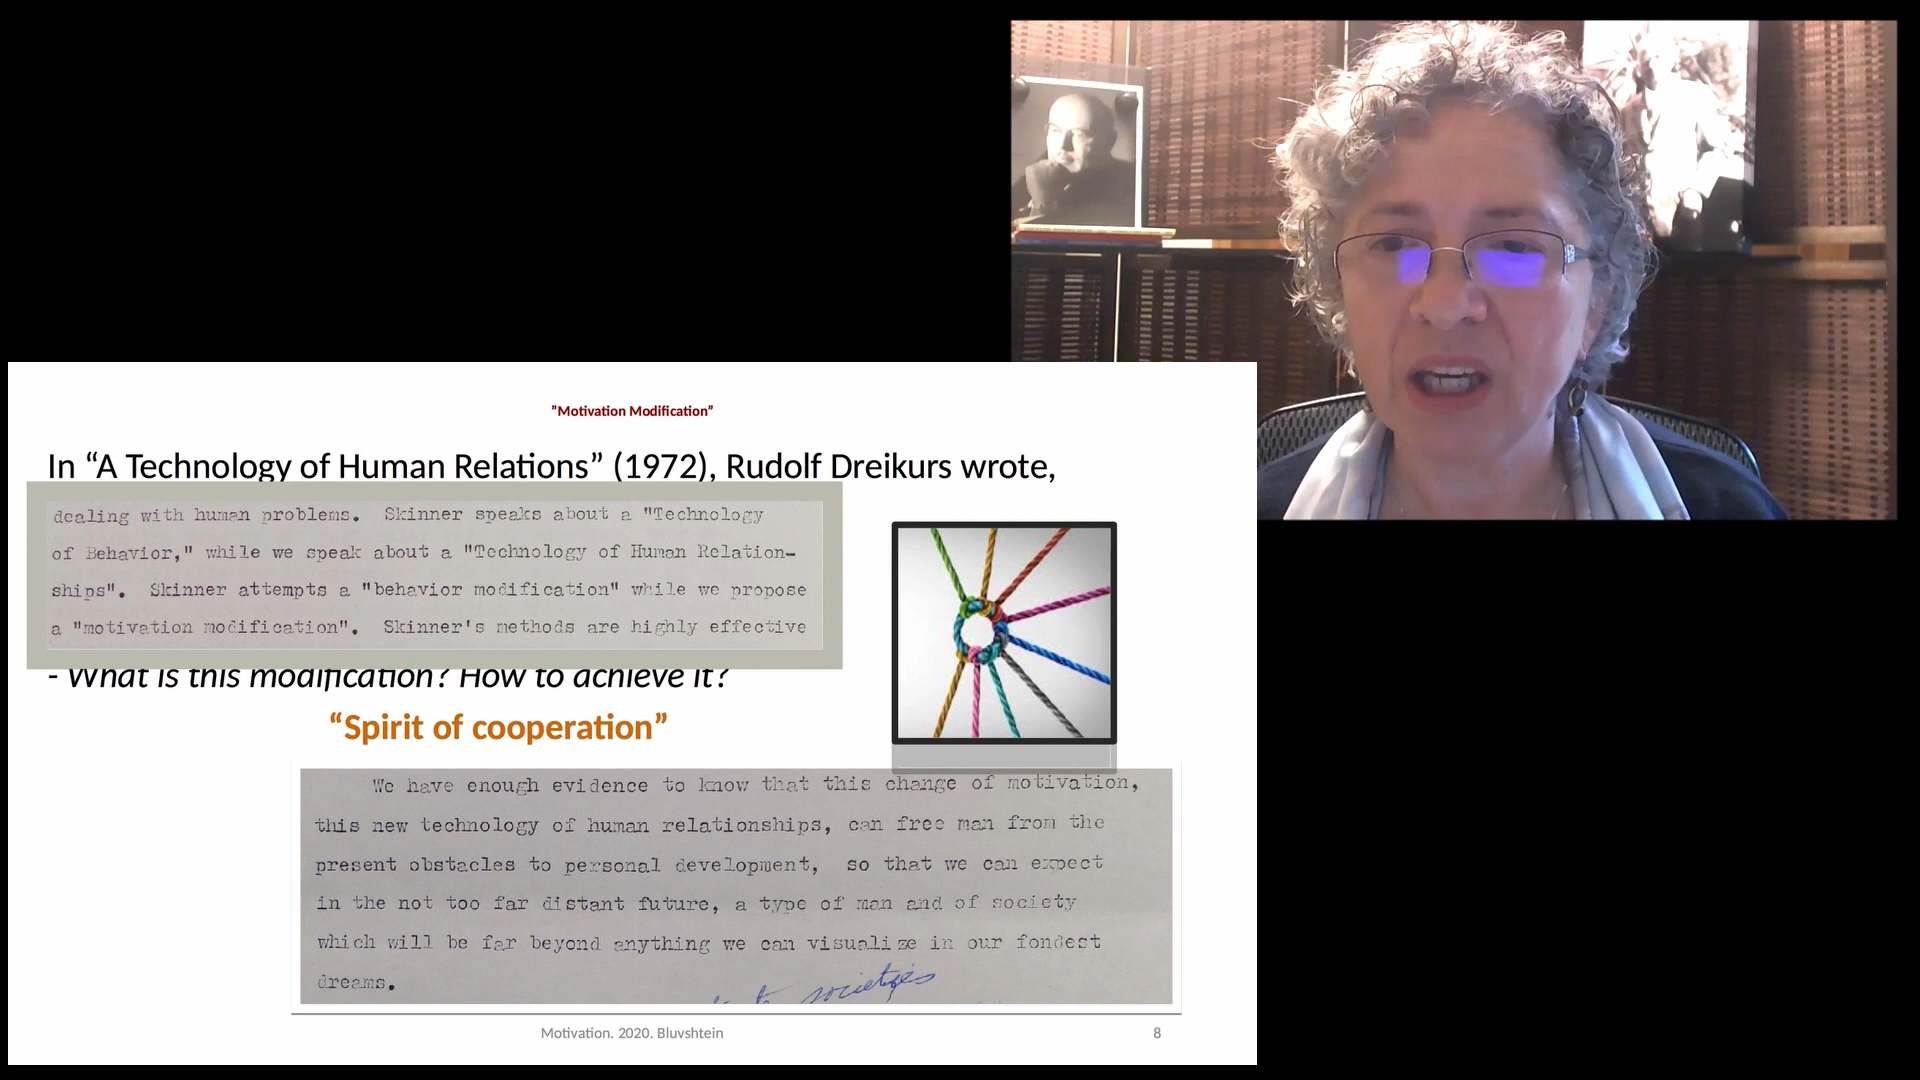 ”Motivation Modification”
In “A Technology of Human Relations” (1972), Rudolf Dreikurs wrote,
dealing with human problems. Skinner speaks about a "Technology
of Behavior," while we speak about a "Technology of Human Relation-
ships". Skinner attempts a "behavior modification" while we propose
a "motivation modification". Skinner's methods are highly effective
- What is this modification? How to achieve it?
“Spirit of cooperation”
We have enough evidence to know that this change of motivation,
this new technology of human relationships, can free man from the
present obstacles to personal development, so that we can expect
in the not too far distant future, a type of man and of society
which will be far beyond anything we can visualize in our fondest
dreams.
societies
Motivation. 2020. Bluvshtein
8